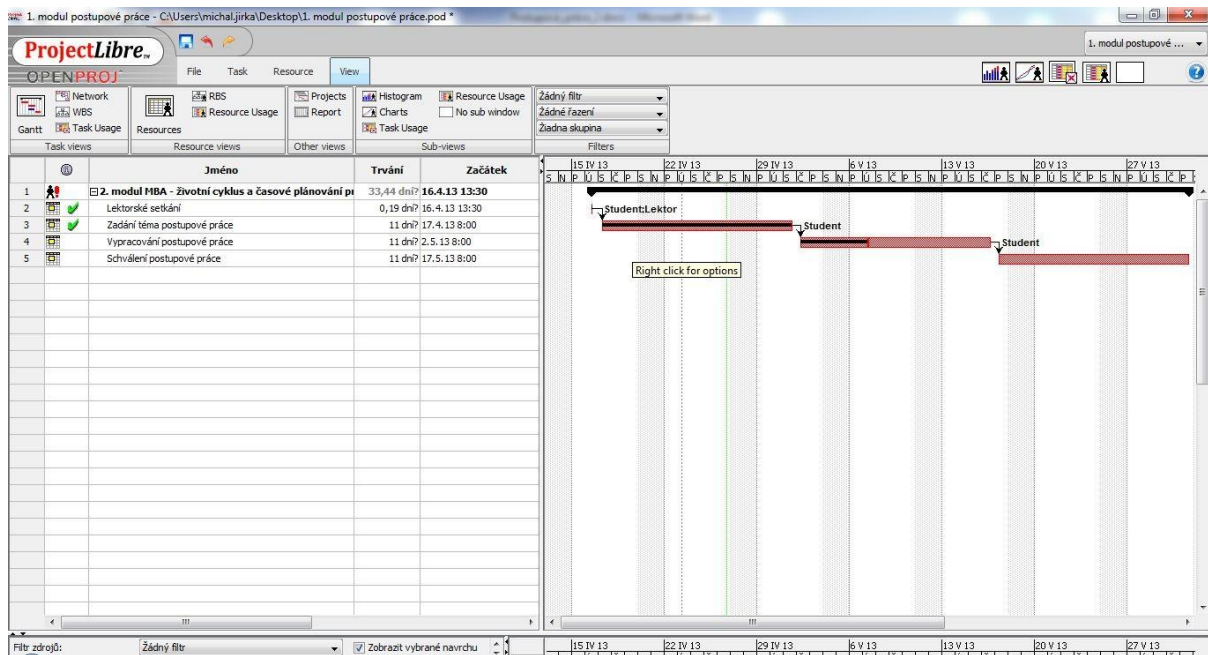 1. modul postupové práce - C:\Users\michal.jirka\Desktop\1. modul postupové práce.pod *
ProjectLibre™
OPENPROJ
File Task Resource View
1. modul postupové ...
Gantt
Network
WBS
Task Usage
Task views
Resources
RBS
Resource Usage
Resource views
Projects
Report
Other views
Histogram
Charts
Task Usage
Resource Usage
No sub window
Sub-views
Žádný filtr
Žádné řazení
Žiadna skupina
Filters
Jméno Trvání Začátek
1 2. modul MBA - životní cyklus a časové plánování pi 33,44 dní? 16.4.13 13:30
2 Lektorské setkání 0,19 dní? 16.4.13 13:30
3 Zadání téma postupové práce 11 dní? 17.4.13 8:00
4 Vypracování postupové práce 11 dní? 2.5.13 8:00
5 Schválení postupové práce 11 dní? 17.5.13 8:00
15 IV 13 22 IV 13 29 IV 13 6 V 13 13 V 13 20 V 13 27 V 13
S N P Ú S Č P S N P Ú S Č P S N P Ú S Č P S N P Ú S Č P S N P Ú S Č P S N P Ú S Č P S N P Ú S Č P
Student;Lektor
Student
Student
Right click for options
Filtr zdrojů: Žádný filtr Zobrazit vybrané navrchu
15 IV 13 22 IV 13 29 IV 13 6 V 13 13 V 13 20 V 13 27 V 13